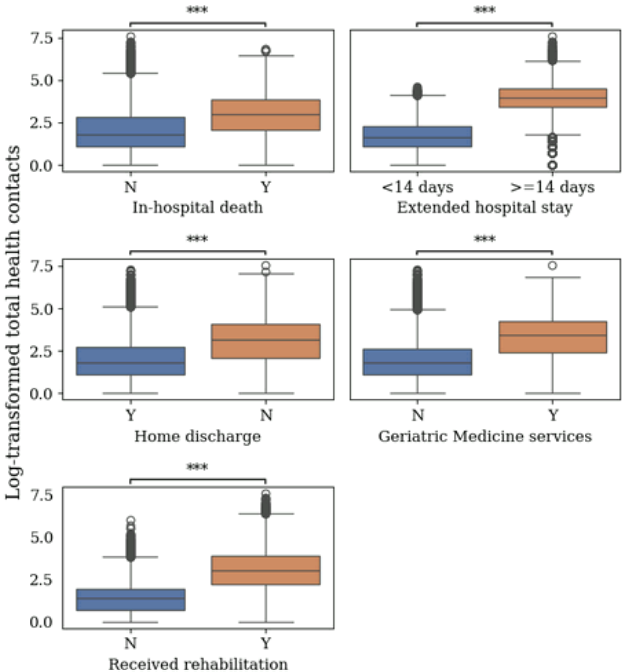 Log-transformed total health contacts
***
7.5
5.0
2.5
0.0
N Y
In-hospital death
***
<14 days >=14 days
Extended hospital stay
***
7.5
5.0
2.5
0.0
Y N
Home discharge
***
N Y
Geriatric Medicine services
***
7.5
5.0
2.5
0.0
N Y
Received rehabilitation